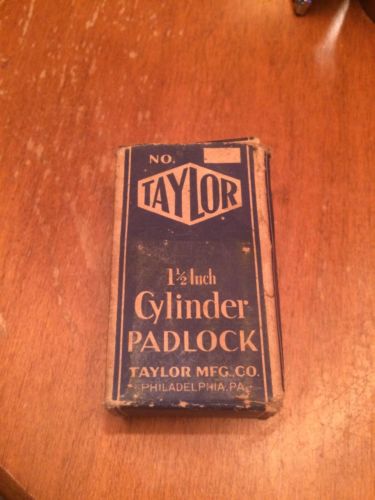 NO.
TAYLOR
1½ Inch
Cylinder
PADLOCK
TAYLOR MFG. CO.
PHILADELPHIA, PA.